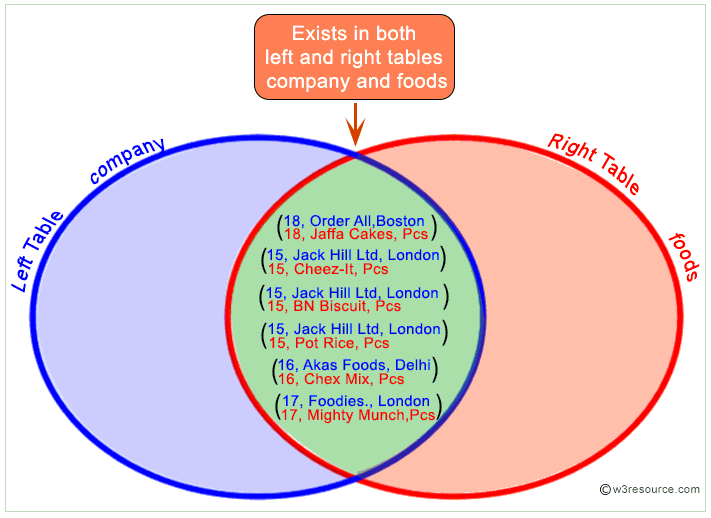 Exists in both
left and right tables
company and foods
company
Left Table
Right Table
foods
(18, Order All,Boston
18, Jaffa Cakes, Pcs)
(15, Jack Hill Ltd, London
15, Cheez-It, Pcs)
(15, Jack Hill Ltd, London
15, BN Biscuit, Pcs)
(15, Jack Hill Ltd, London
15, Pot Rice, Pcs)
(16, Akas Foods, Delhi
16, Chex Mix, Pcs)
(17, Foodies., London
17, Mighty Munch,Pcs)
©w3resource.com